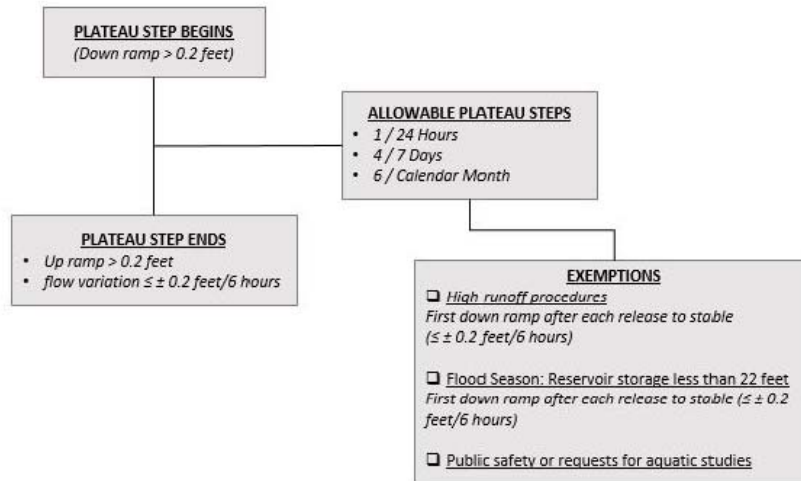 PLATEAU STEP BEGINS
(Down ramp > 0.2 feet)
ALLOWABLE PLATEAU STEPS
• 1 / 24 Hours
• 4 / 7 Days
• 6 / Calendar Month
PLATEAU STEP ENDS
• Up ramp > 0.2 feet
• flow variation ≤ ± 0.2 feet/6 hours
EXEMPTIONS
❑ High runoff procedures
First down ramp after each release to stable
(≤ ± 0.2 feet/6 hours)
❑ Flood Season: Reservoir storage less than 22 feet
First down ramp after each release to stable (≤ ± 0.2
feet/6 hours)
❑ Public safety or requests for aquatic studies